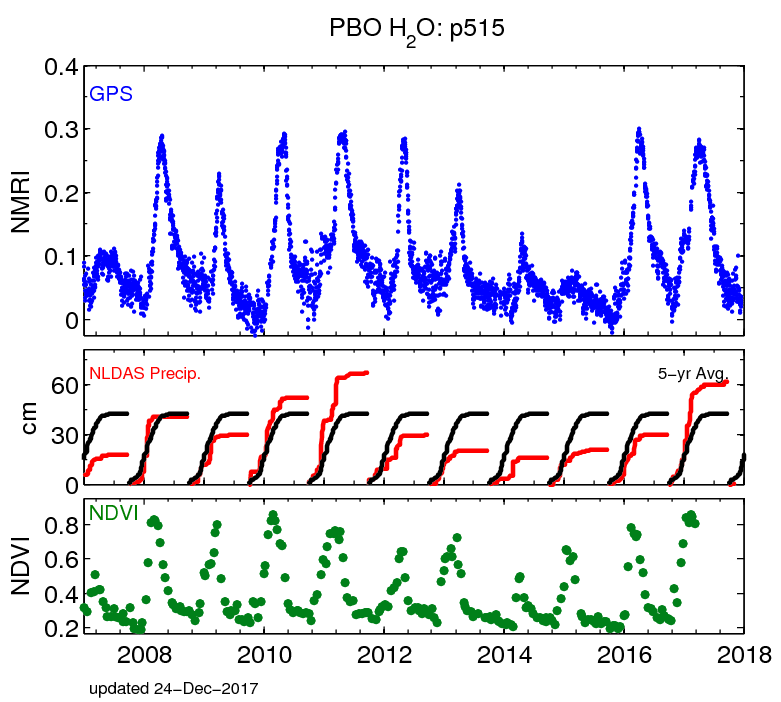 PBO H2O: p515
0.4
GPS
0.3
NMRI
0.2
0.1
0
NLDAS Precip.
5−yr Avg.
60
cm
30
0
NDVI
0.8
NDVI
0.6
0.4
0.2
2008 2010 2012 2014 2016 2018
updated 24−Dec−2017